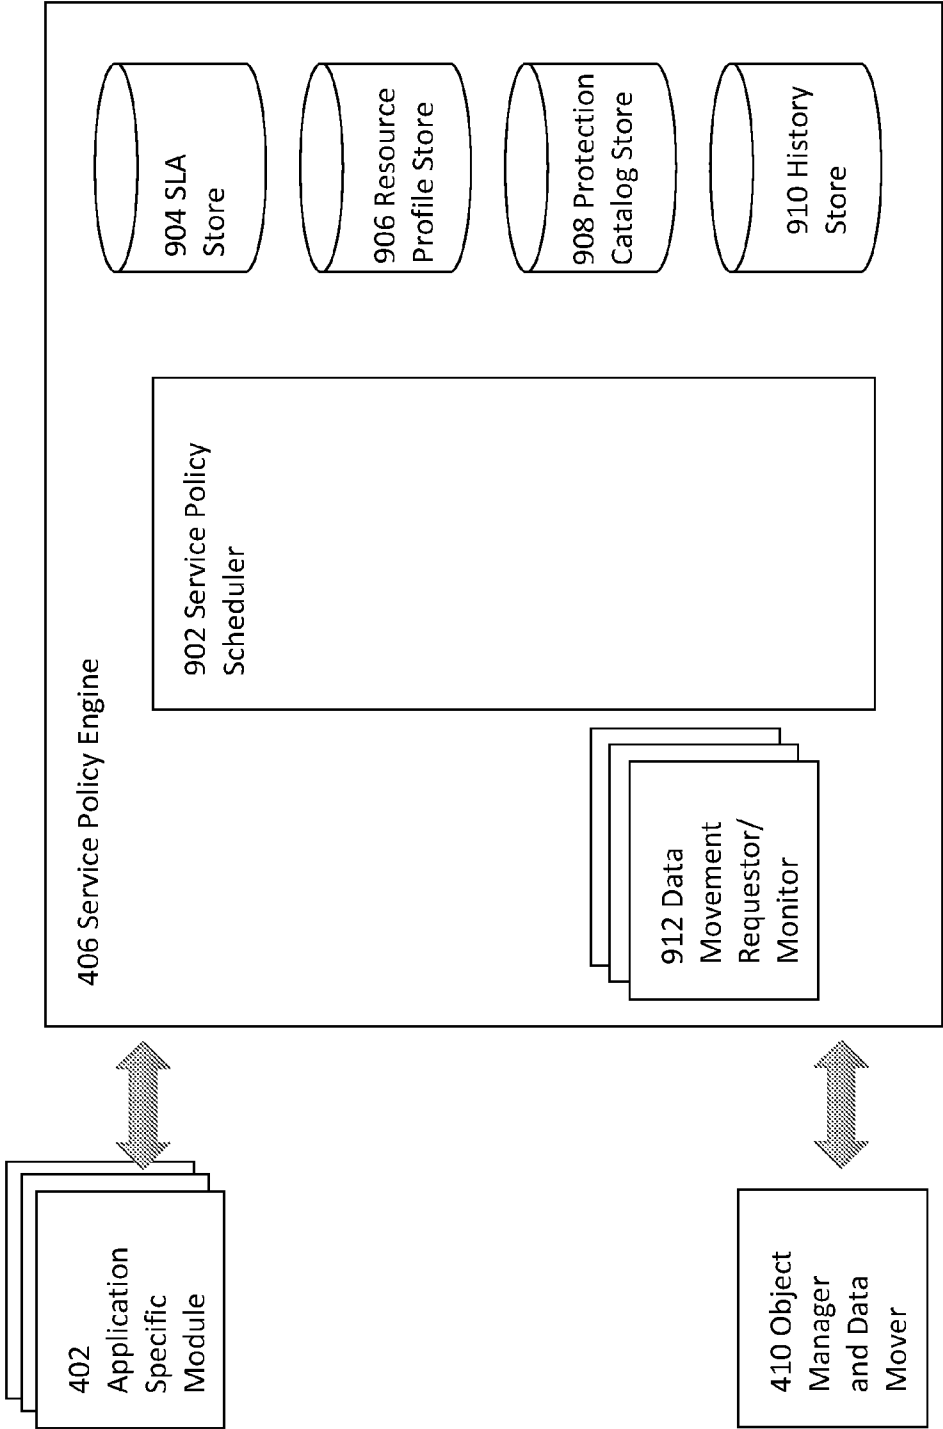 402
Application
Specific
Module
410 Object
Manager
and Data
Mover
406 Service Policy Engine
912 Data
Movement
Requestor/
Monitor
902 Service Policy
Scheduler
904 SLA
Store
906 Resource
Profile Store
908 Protection
Catalog Store
910 History
Store